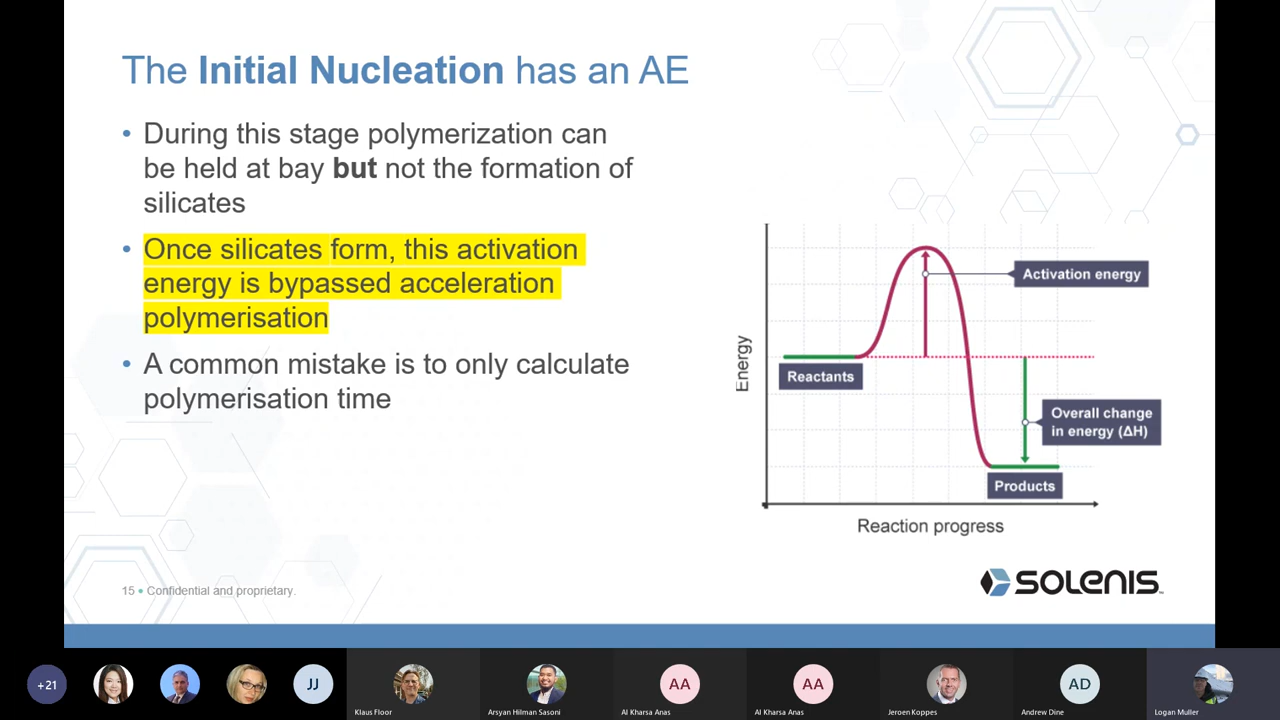 The Initial Nucleation has an AE
• During this stage polymerization can
be held at bay but not the formation of
silicates
• Once silicates form, this activation
energy is bypassed acceleration
polymerisation
• A common mistake is to only calculate
polymerisation time
Energy
Activation energy
Reactants
Overall change
in energy (ΔH)
Products
Reaction progress
15 • Confidential and proprietary.
SOLENIS
+21
JJ
Klaus Floor
Arsyan Hilman Sasoni
AA
Al Kharsa Anas
AA
Al Kharsa Anas
Jeroen Koppes
AD
Andrew Dine
Logan Muller